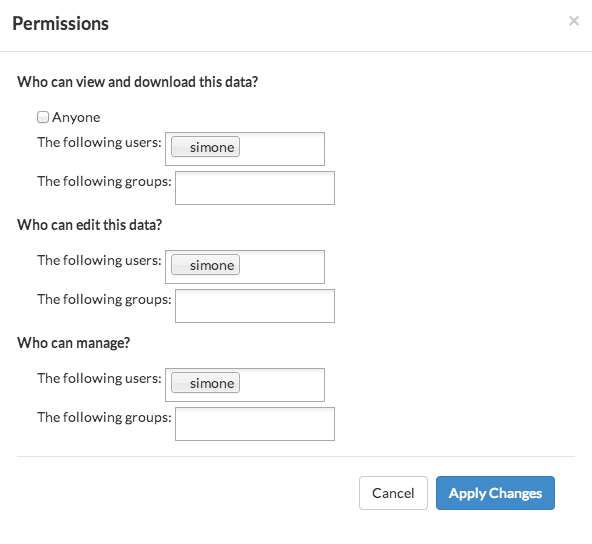 Permissions
×
Who can view and download this data?
Anyone
The following users: simone
The following groups:
Who can edit this data?
The following users: simone
The following groups:
Who can manage?
The following users: simone
The following groups:
Cancel Apply Changes